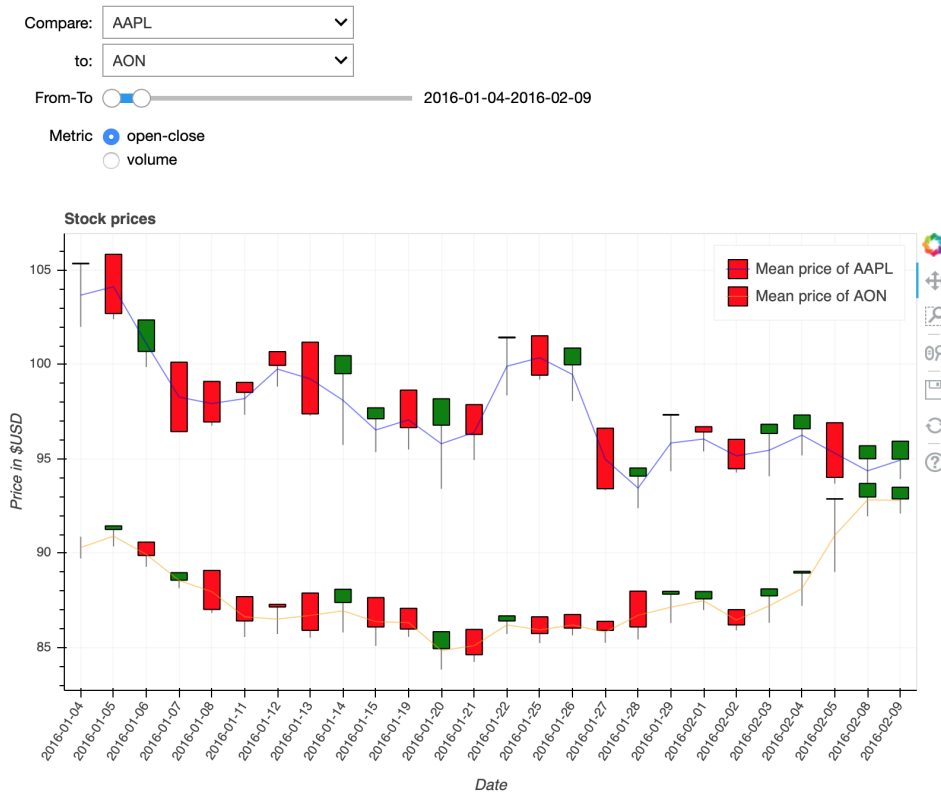 Compare: AAPL
to: AON
From-To 2016-01-04-2016-02-09
Metric open-close
volume
Stock prices
Mean price of AAPL
Mean price of AON
Price in $USD
105
100
95
90
85
2016-01-04 2016-01-05 2016-01-06 2016-01-07 2016-01-08 2016-01-11 2016-01-12 2016-01-13 2016-01-14 2016-01-15 2016-01-19 2016-01-20 2016-01-21 2016-01-22 2016-01-25 2016-01-26 2016-01-27 2016-01-28 2016-01-29 2016-02-01 2016-02-02 2016-02-03 2016-02-04 2016-02-05 2016-02-08 2016-02-09
Date